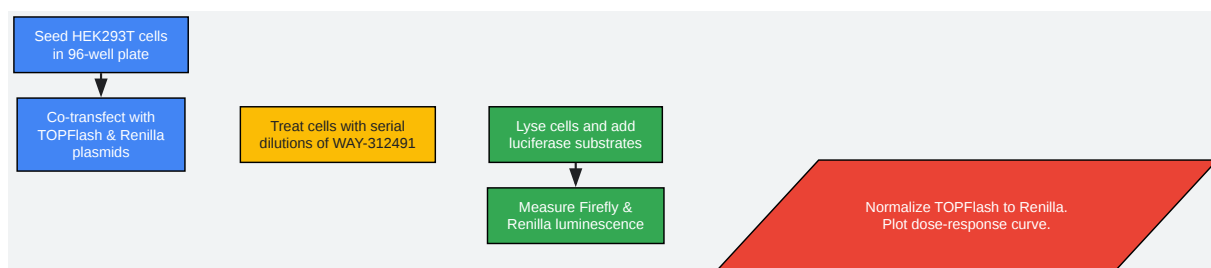 Seed HEK293T cells
in 96-well plate
Co-transfect with
TOPFlash & Renilla
plasmids
Treat cells with serial
dilutions of WAY-312491
Lyse cells and add
luciferase substrates
Measure Firefly &
Renilla luminescence
Normalize TOPFlash to Renilla.
Plot dose-response curve.